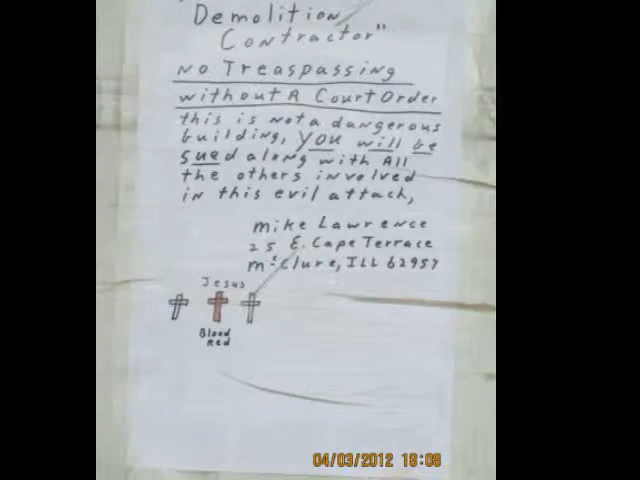 Demolition
Contractor"
no Treaspassing
without A Court Order
this is not a dangerous
building, you will be
sued along with All
the others involved
in this evil attack,
mike Lawrence
25 E. Cape Terrace
mcClure, ILL 62957
Jesus
Blood
Red
04/03/2012 18:08